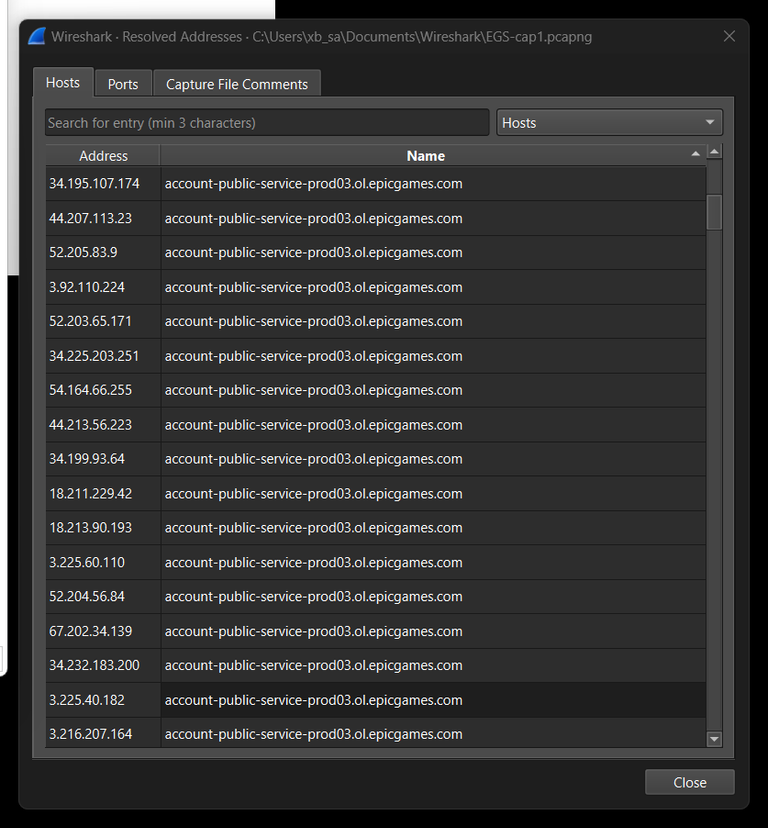 Wireshark · Resolved Addresses · C:\Users\xb_sa\Documents\Wireshark\EGS-cap1.pcapng
Hosts Ports Capture File Comments
Search for entry (min 3 characters) Hosts
Address Name
34.195.107.174 account-public-service-prod03.ol.epicgames.com
44.207.113.23 account-public-service-prod03.ol.epicgames.com
52.205.83.9 account-public-service-prod03.ol.epicgames.com
3.92.110.224 account-public-service-prod03.ol.epicgames.com
52.203.65.171 account-public-service-prod03.ol.epicgames.com
34.225.203.251 account-public-service-prod03.ol.epicgames.com
54.164.66.255 account-public-service-prod03.ol.epicgames.com
44.213.56.223 account-public-service-prod03.ol.epicgames.com
34.199.93.64 account-public-service-prod03.ol.epicgames.com
18.211.229.42 account-public-service-prod03.ol.epicgames.com
18.213.90.193 account-public-service-prod03.ol.epicgames.com
3.225.60.110 account-public-service-prod03.ol.epicgames.com
52.204.56.84 account-public-service-prod03.ol.epicgames.com
67.202.34.139 account-public-service-prod03.ol.epicgames.com
34.232.183.200 account-public-service-prod03.ol.epicgames.com
3.225.40.182 account-public-service-prod03.ol.epicgames.com
3.216.207.164 account-public-service-prod03.ol.epicgames.com
Close